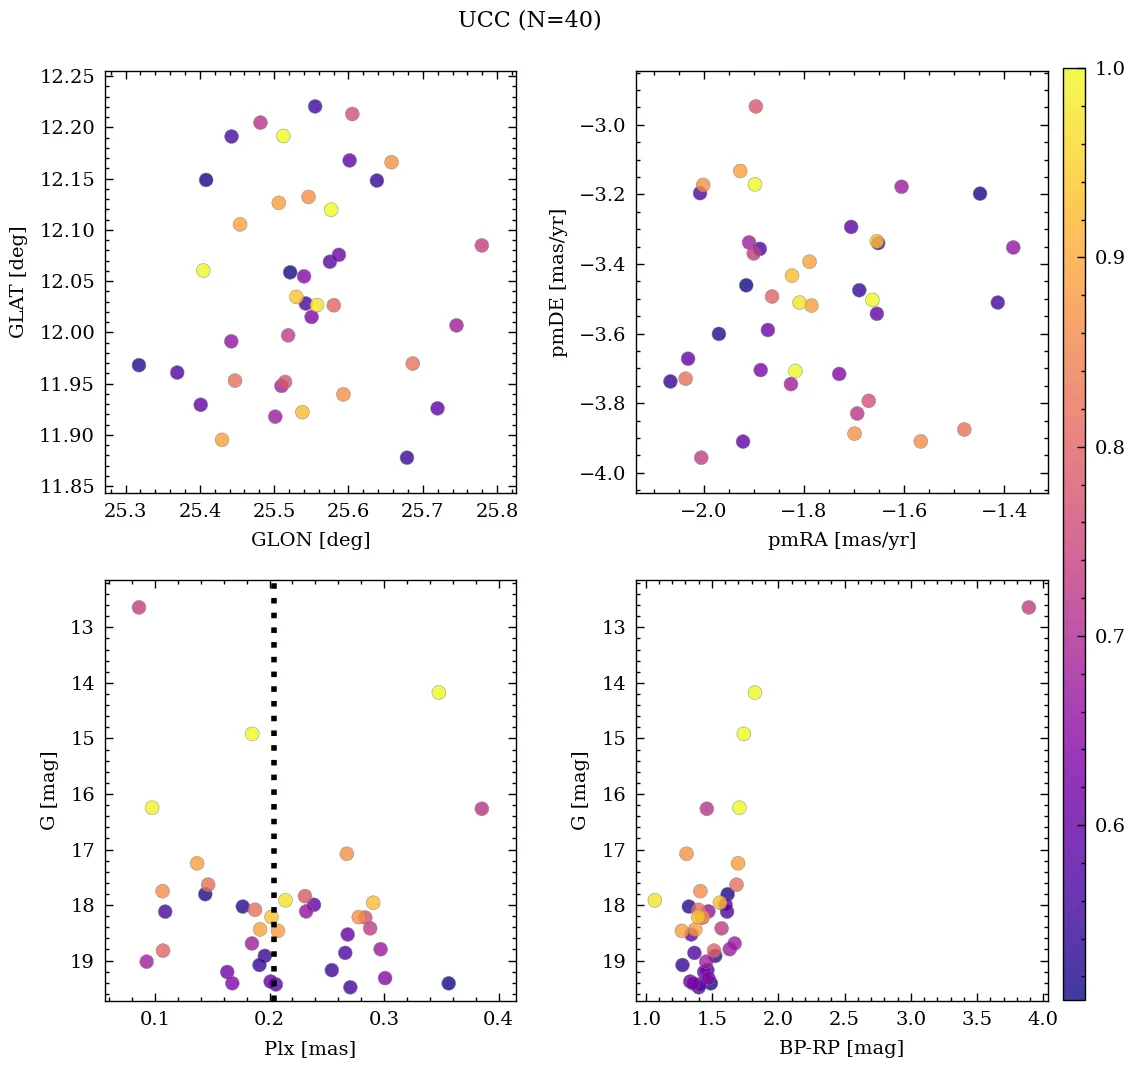 UCC (N=40)
12.25
12.20
12.15
12.10
12.05
12.00
11.95
11.90
11.85
GLAT [deg]
25.3 25.4 25.5 25.6 25.7 25.8
GLON [deg]
−3.0
−3.2
−3.4
−3.6
−3.8
−4.0
pmDE [mas/yr]
−2.0 −1.8 −1.6 −1.4
pmRA [mas/yr]
13
14
15
16
17
18
19
G [mag]
0.1 0.2 0.3 0.4
Plx [mas]
13
14
15
16
17
18
19
G [mag]
1.0 1.5 2.0 2.5 3.0 3.5 4.0
BP-RP [mag]
1.0
0.9
0.8
0.7
0.6